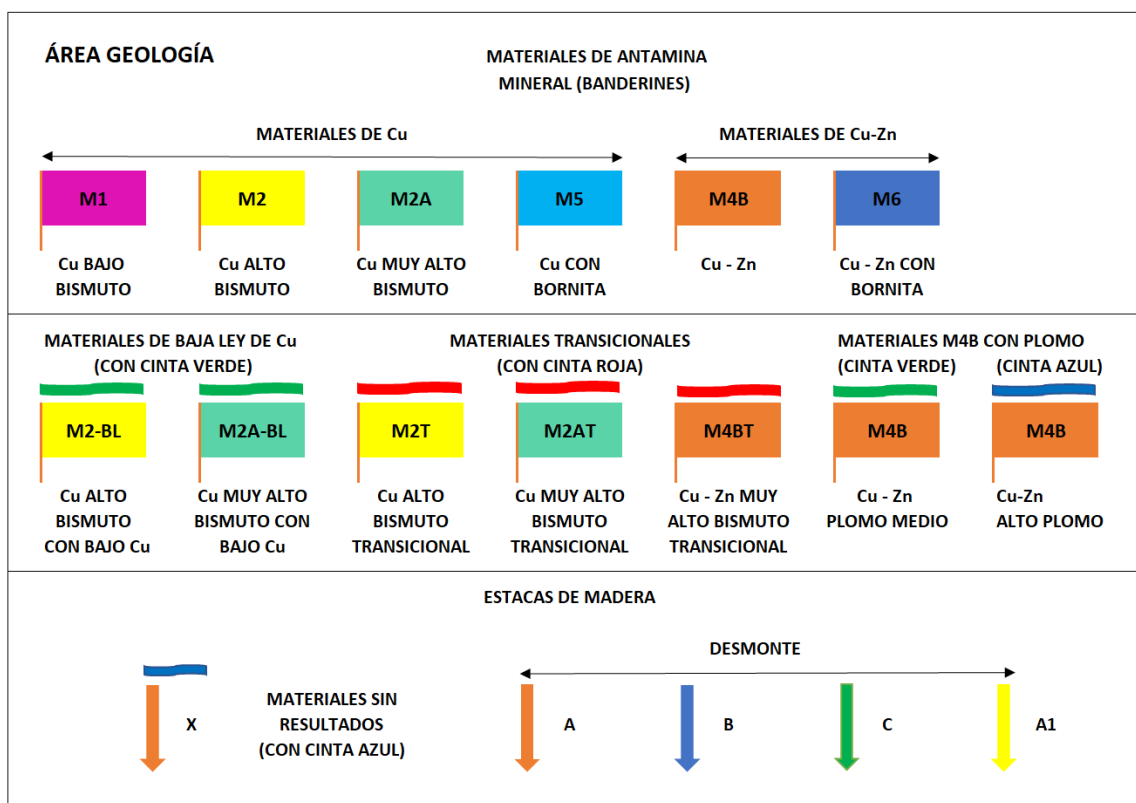 ÁREA GEOLOGÍA
MATERIALES DE ANTAMINA
MINERAL (BANDERINES)
MATERIALES DE Cu
MATERIALES DE Cu-Zn
M1
M2
M2A
M5
M4B
M6
Cu BAJO
BISMUTO
Cu ALTO
BISMUTO
Cu MUY ALTO
BISMUTO
Cu CON
BORNITA
Cu - Zn
Cu - Zn CON
BORNITA
MATERIALES DE BAJA LEY DE Cu
(CON CINTA VERDE)
MATERIALES TRANSICIONALES
(CON CINTA ROJA)
MATERIALES M4B CON PLOMO
(CINTA VERDE)
(CINTA AZUL)
M2-BL
M2A-BL
M2T
M2AT
M4BT
M4B
M4B
Cu ALTO
BISMUTO
CON BAJO Cu
Cu MUY ALTO
BISMUTO CON
BAJO Cu
Cu ALTO
BISMUTO
TRANSICIONAL
Cu MUY ALTO
BISMUTO
TRANSICIONAL
Cu - Zn MUY
ALTO BISMUTO
TRANSICIONAL
Cu - Zn
PLOMO MEDIO
Cu-Zn
ALTO PLOMO
ESTACAS DE MADERA
DESMONTE
X
MATERIALES SIN
RESULTADOS
(CON CINTA AZUL)
A
B
C
A1